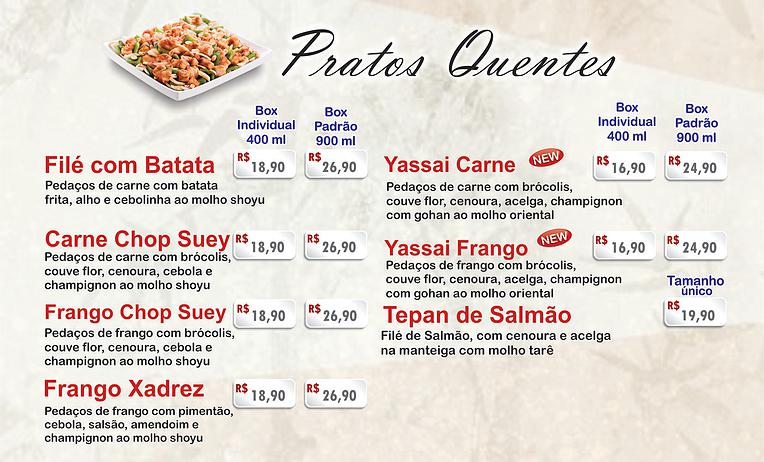 Pratos Quentes
Box
Individual
400 ml
Box
Padrão
900 ml
Filé com Batata
R$ 18,90
R$ 26,90
Pedaços de carne com batata
frita, alho e cebolinha ao molho shoyu
Carne Chop Suey
R$ 18,90
R$ 26,90
Pedaços de carne com brócolis,
couve flor, cenoura, cebola e
champignon ao molho shoyu
Frango Chop Suey
R$ 18,90
R$ 26,90
Pedaços de frango com brócolis,
couve flor, cenoura, cebola e
champignon ao molho shoyu
Frango Xadrez
R$ 18,90
R$ 26,90
Pedaços de frango com pimentão,
cebola, salsão, amendoim e
champignon ao molho shoyu
Box
Individual
400 ml
Box
Padrão
900 ml
Yassai Carne NEW
R$ 16,90
R$ 24,90
Pedaços de carne com brócolis,
couve flor, cenoura, acelga, champignon
com gohan ao molho oriental
Yassai Frango NEW
R$ 16,90
R$ 24,90
Pedaços de frango com brócolis,
couve flor, cenoura, acelga, champignon
com gohan ao molho oriental
Tamanho
único
Tepan de Salmão
R$ 19,90
Filé de Salmão, com cenoura e acelga
na manteiga com molho tarê